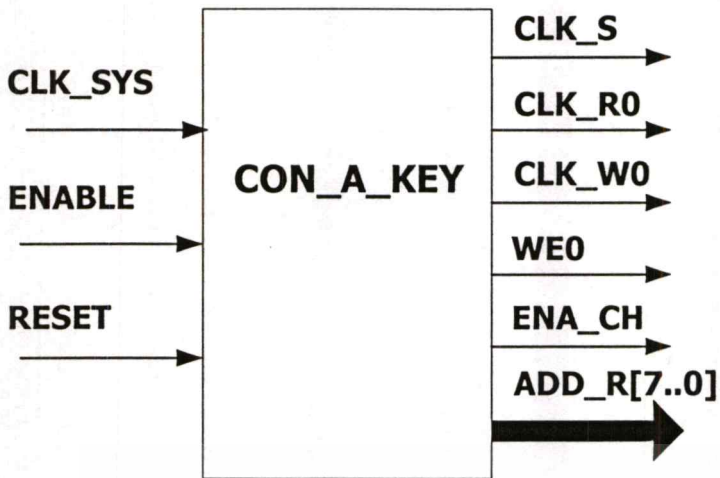 CLK_SYS
ENABLE
RESET
CON_A_KEY
CLK_S
CLK_R0
CLK_W0
WE0
ENA_CH
ADD_R[7..0]